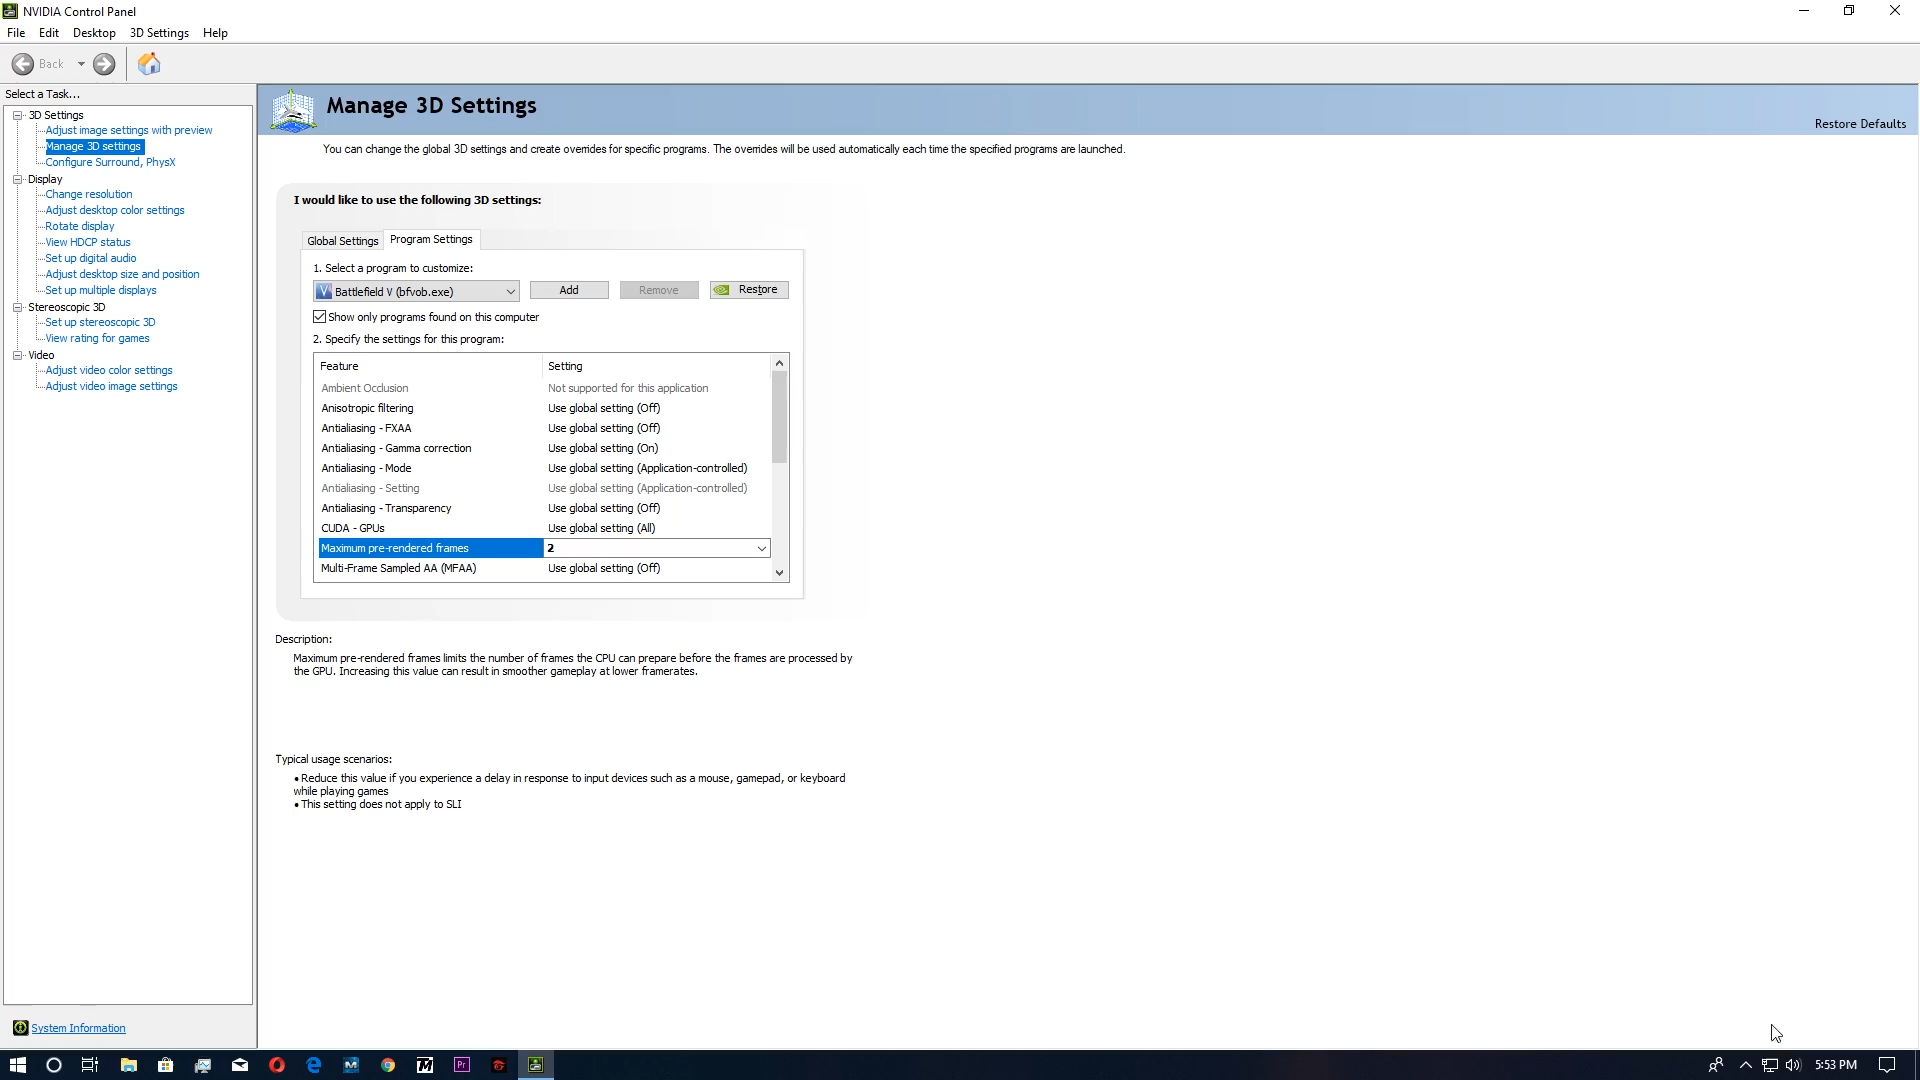 NVIDIA Control Panel
File Edit Desktop 3D Settings Help
Back
Select a Task...
3D Settings
Adjust image settings with preview
Manage 3D settings
Configure Surround, PhysX
Display
Change resolution
Adjust desktop color settings
Rotate display
View HDCP status
Set up digital audio
Adjust desktop size and position
Set up multiple displays
Stereoscopic 3D
Set up stereoscopic 3D
View rating for games
Video
Adjust video color settings
Adjust video image settings
System Information
Manage 3D Settings
Restore Defaults
You can change the global 3D settings and create overrides for specific programs. The overrides will be used automatically each time the specified programs are launched.
I would like to use the following 3D settings:
Global Settings Program Settings
1. Select a program to customize:
Battlefield V (bfvob.exe) Add Remove Restore
Show only programs found on this computer
2. Specify the settings for this program:
Feature Setting
Ambient Occlusion Not supported for this application
Anisotropic filtering Use global setting (Off)
Antialiasing - FXAA Use global setting (Off)
Antialiasing - Gamma correction Use global setting (On)
Antialiasing - Mode Use global setting (Application-controlled)
Antialiasing - Setting Use global setting (Application-controlled)
Antialiasing - Transparency Use global setting (Off)
CUDA - GPUs Use global setting (All)
Maximum pre-rendered frames 2
Multi-Frame Sampled AA (MFAA) Use global setting (Off)
Description:
Maximum pre-rendered frames limits the number of frames the CPU can prepare before the frames are processed by
the GPU. Increasing this value can result in smoother gameplay at lower framerates.
Typical usage scenarios:
• Reduce this value if you experience a delay in response to input devices such as a mouse, gamepad, or keyboard
while playing games
• This setting does not apply to SLI
Pr
5:53 PM